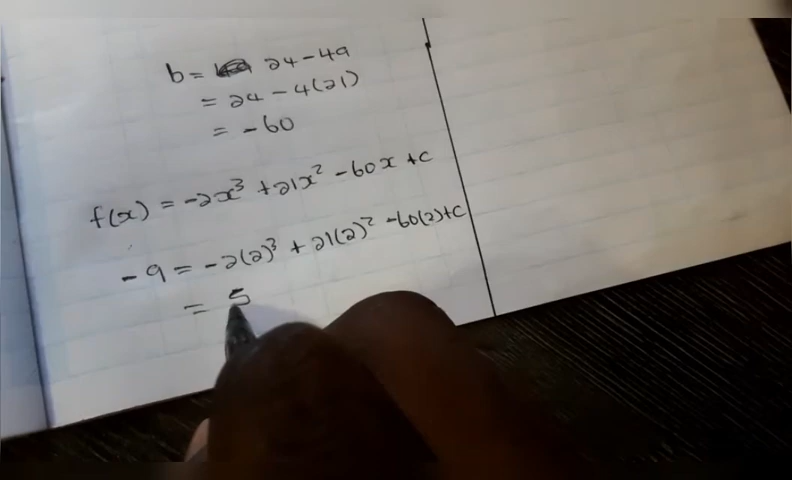 b = 24 - 4a
= 24 - 4(21)
= -60
f(x) = -2x³ + 21x² - 60x + c
-9 = -2(2)³ + 21(2)² - 60(2) + c
= 5